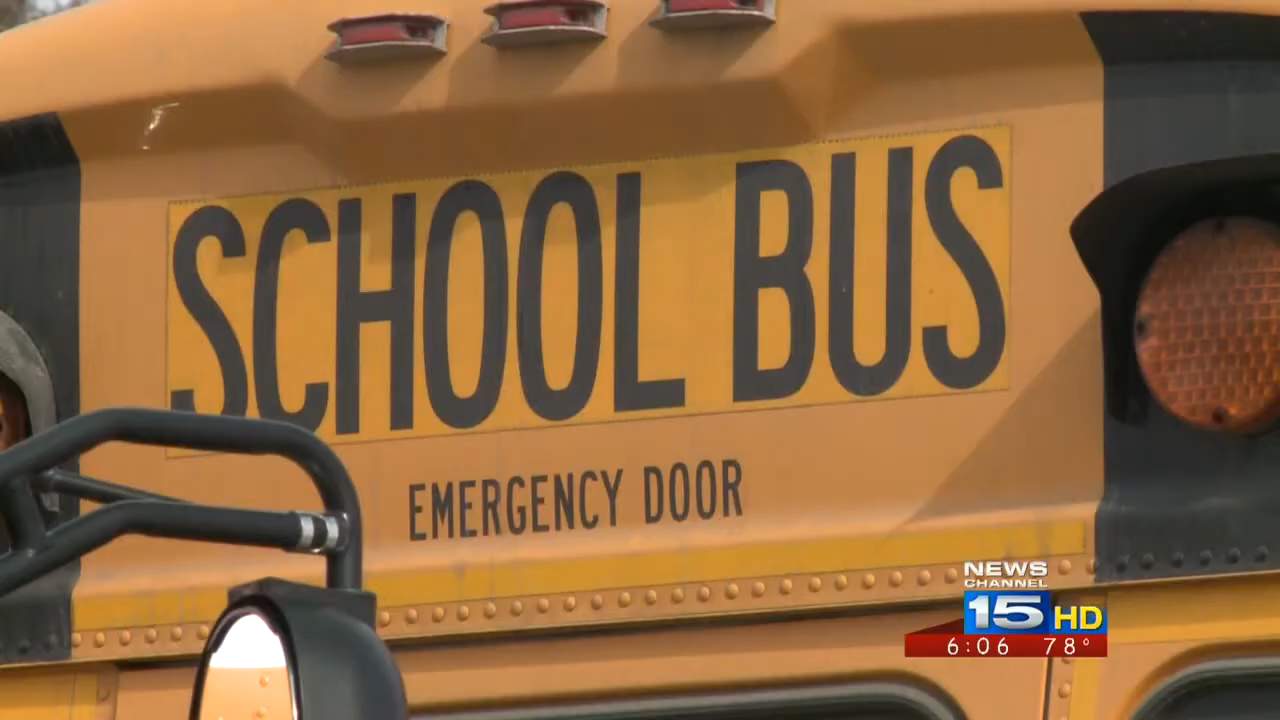 SCHOOL BUS
EMERGENCY DOOR
NEWS
CHANNEL
15 HD
6:06 78°